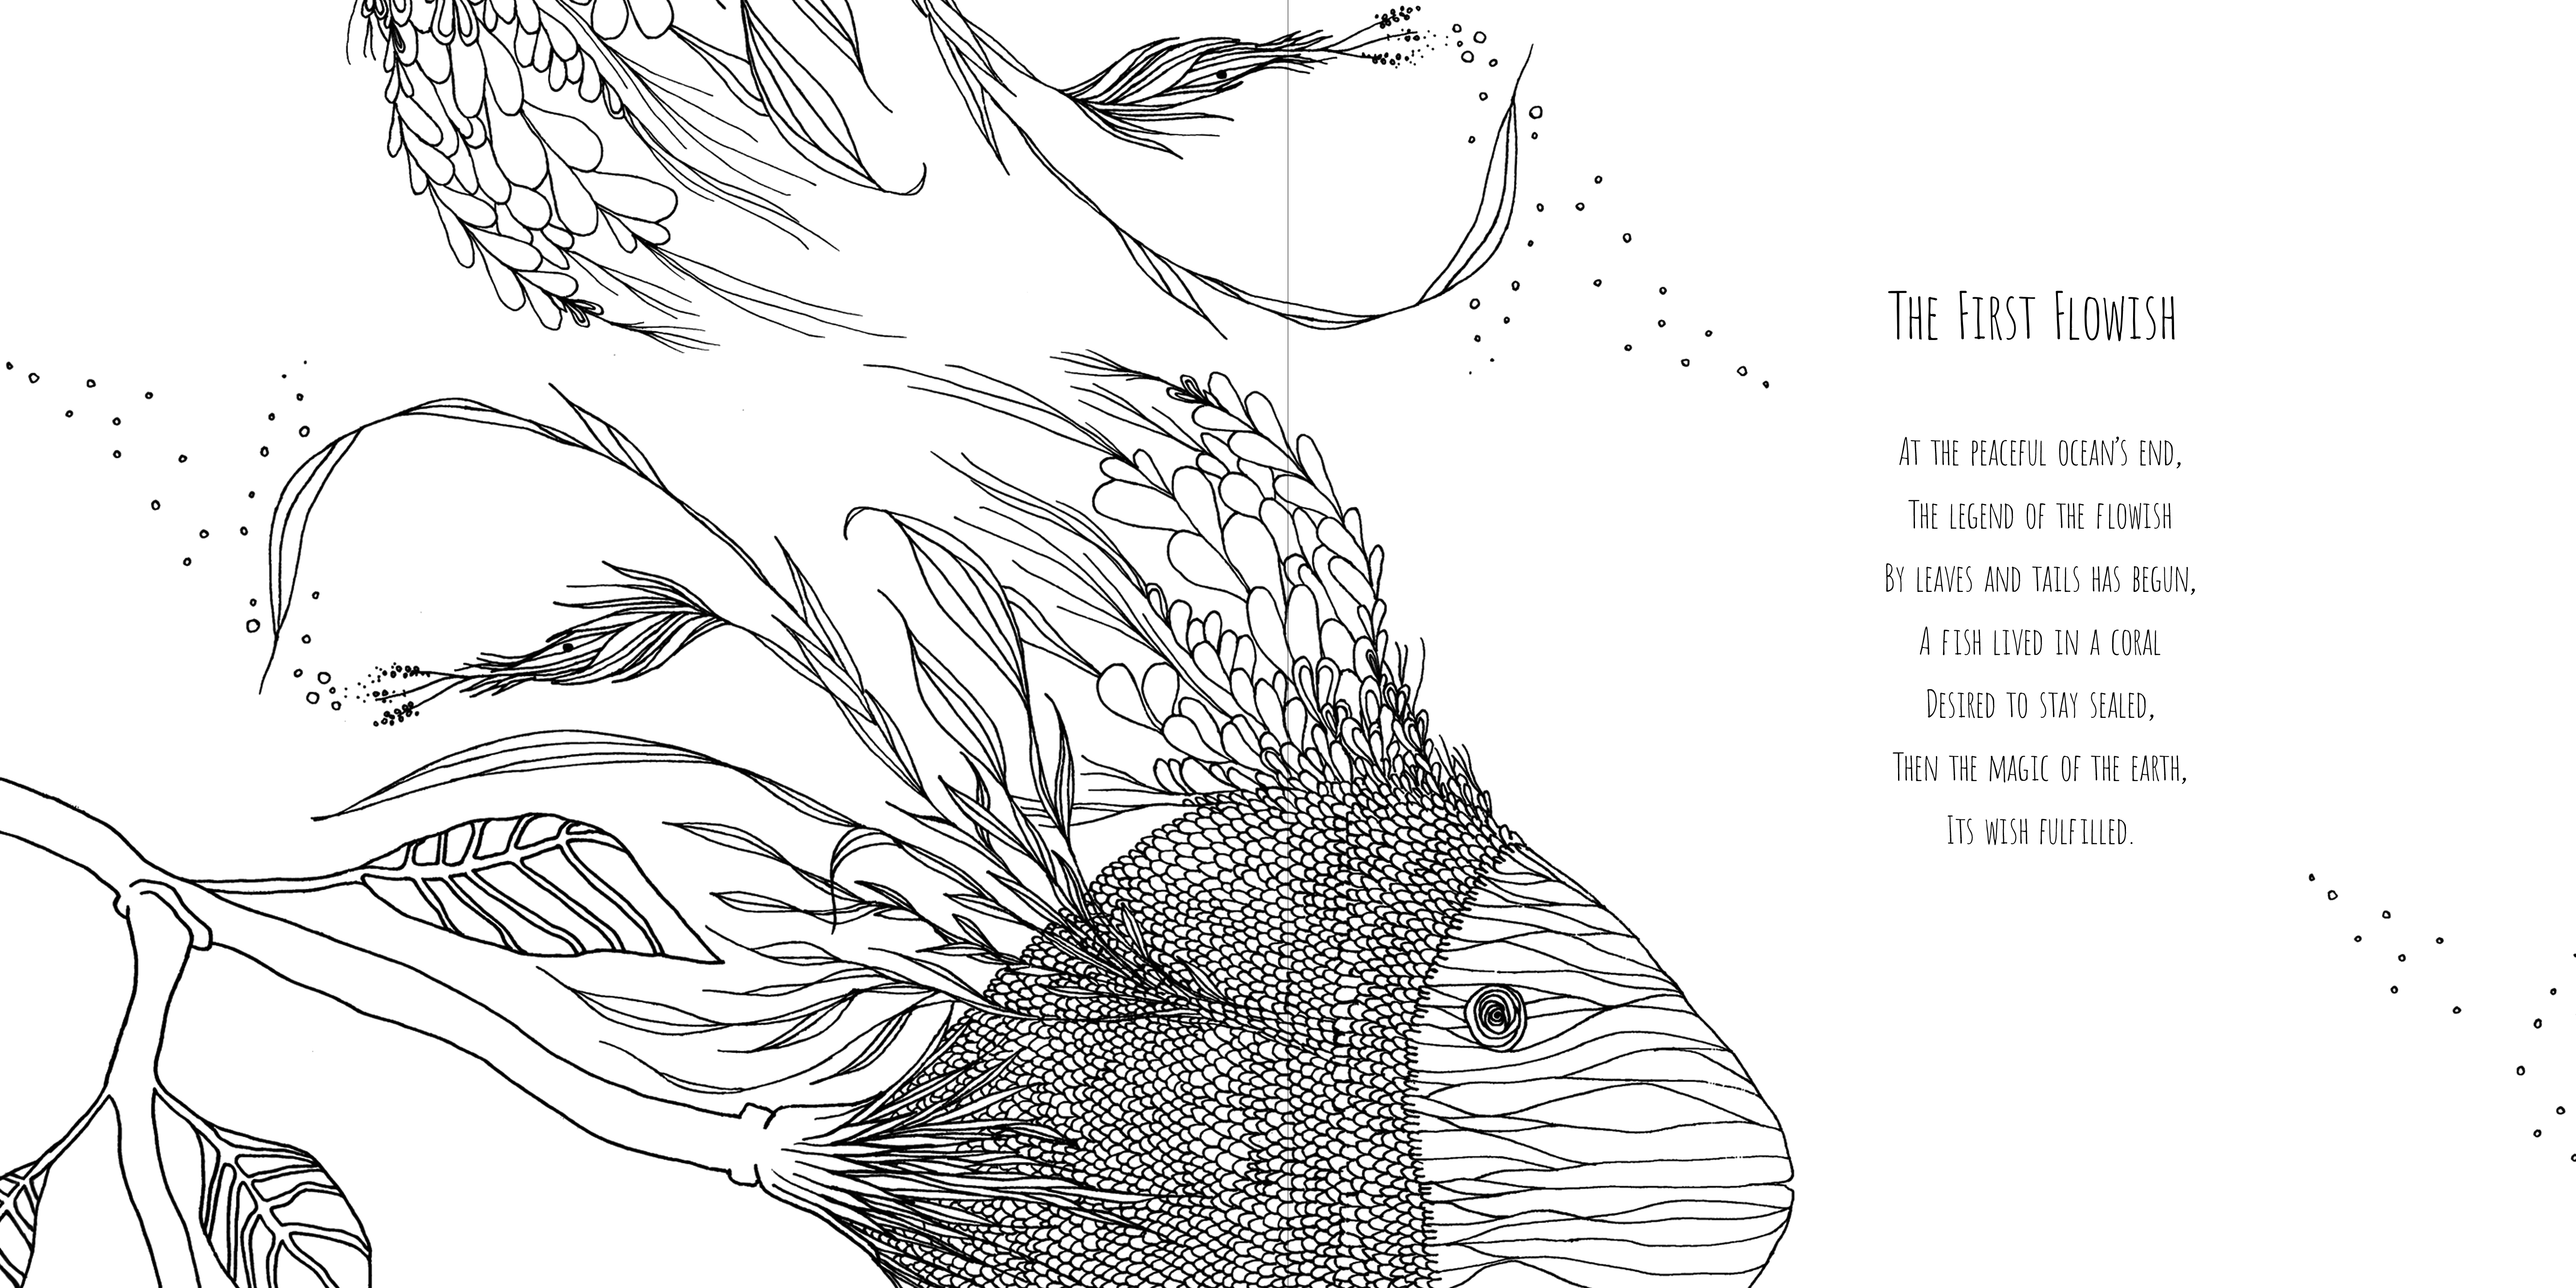 The First Flowish
At the peaceful ocean's end,
The legend of the flowish
By leaves and tails has begun,
A fish lived in a coral
Desired to stay sealed,
Then the magic of the earth,
Its wish fulfilled.